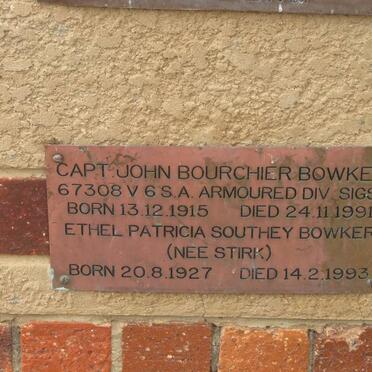 CAPT. JOHN BOURCHIER BOWKE
67308 V 6 S.A. ARMOURED DIV SIGS
BORN 13.12.1915 DIED 24.11.1991
ETHEL PATRICIA SOUTHEY BOWKER
(NEE STIRK)
BORN 20.8.1927 DIED 14.2.1993